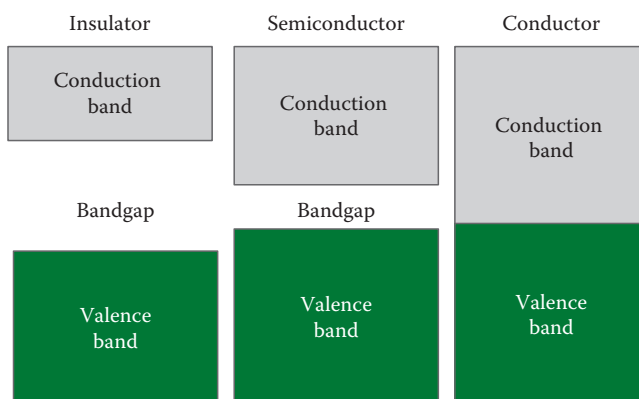 Insulator
Semiconductor
Conductor
Conduction
band
Conduction
band
Conduction
band
Bandgap
Bandgap
Valence
band
Valence
band
Valence
band